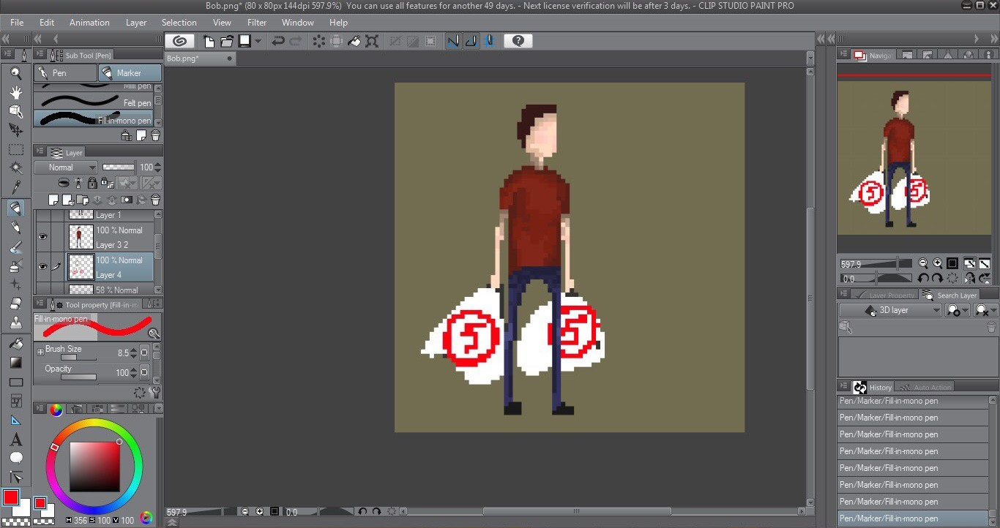 Bob.png* (80 x 80px 144dpi 597.9%) You can use all features for another 49 days. - Next license verification will be after 3 days. - CLIP STUDIO PAINT PRO
File Edit Animation Layer Selection View Filter Window Help
Sub Tool [Pen]
Bob.png*
Naviga
Pen Marker
Milli pen
Felt pen
Fill-in-mono pen
Layer
Normal 100
Layer 1
100 % Normal
Layer 3 2
100 % Normal
Layer 4
58 % Normal
Tool property [Fill-in-m
Fill-in-mono pen
Brush Size 8.5
Opacity 100
H 356 S 100 V 100
5 5
597.9 0.0
597.9
0.0
Layer Property Search Layer
3D layer
History Auto Action
Pen/Marker/Fill-in-mono pen
Pen/Marker/Fill-in-mono pen
Pen/Marker/Fill-in-mono pen
Pen/Marker/Fill-in-mono pen
Pen/Marker/Fill-in-mono pen
Pen/Marker/Fill-in-mono pen
Pen/Marker/Fill-in-mono pen
Pen/Marker/Fill-in-mono pen